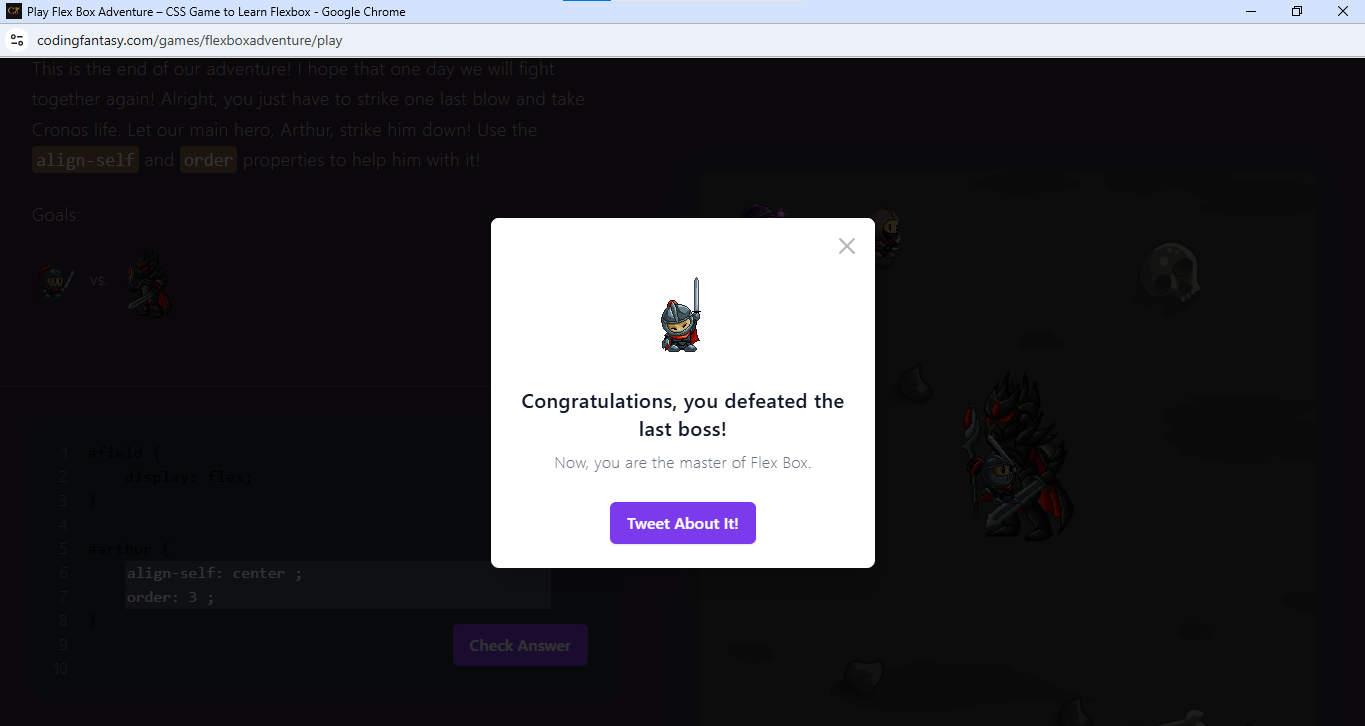 Play Flex Box Adventure – CSS Game to Learn Flexbox - Google Chrome
codingfantasy.com/games/flexboxadventure/play
This is the end of our adventure! I hope that one day we will fight
together again! Alright, you just have to strike one last blow and take
Cronos life. Let our main hero, Arthur, strike him down! Use the
align-self and order properties to help him with it!
Goals:
vs.
Congratulations, you defeated the
last boss!
Now, you are the master of Flex Box.
Tweet About It!
1 #field {
2 display: flex;
3 }
4
5 #arthur {
6 align-self: center ;
7 order: 3 ;
8 }
9
10
Check Answer